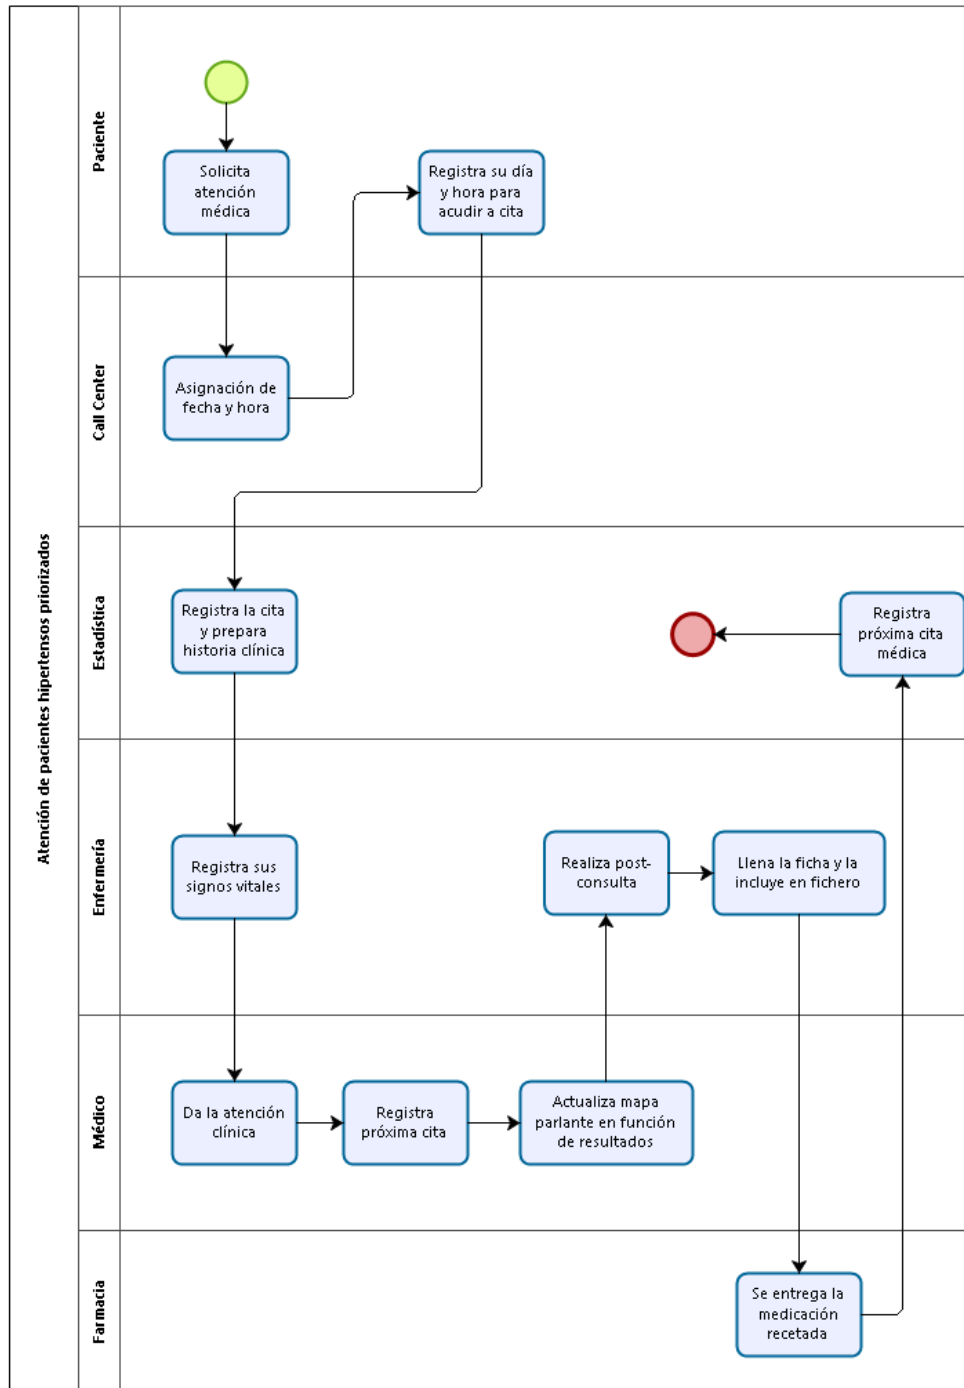 Atención de pacientes hipertensos priorizados
Paciente
Solicita
atención
médica
Registra su día
y hora para
acudir a cita
Call Center
Asignación de
fecha y hora
Estadística
Registra la cita
y prepara
historia clínica
Registra
próxima cita
médica
Enfermería
Registra sus
signos vitales
Realiza post-
consulta
Llena la ficha y la
incluye en fichero
Médico
Da la atención
clínica
Registra
próxima cita
Actualiza mapa
parlante en función
de resultados
Farmacia
Se entrega la
medicación
recetada